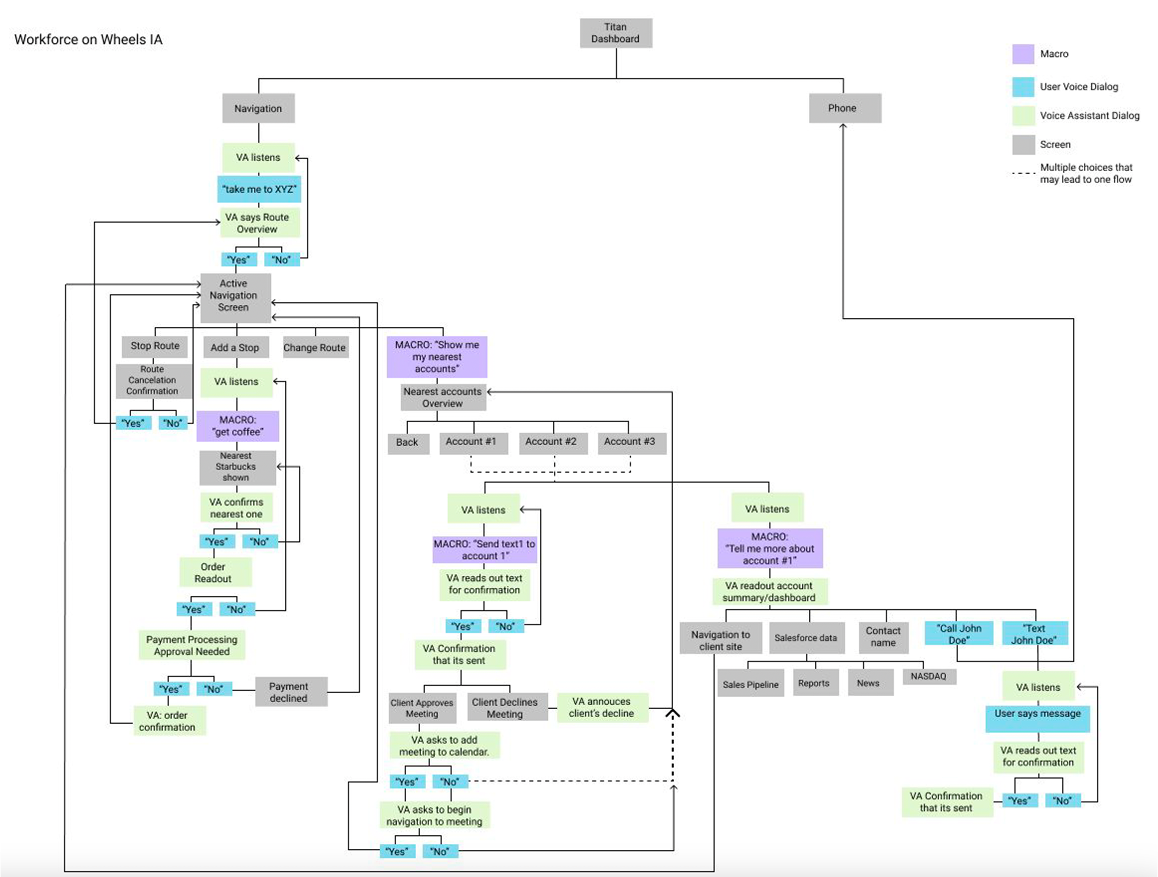 Workforce on Wheels IA
Titan
Dashboard
Macro
User Voice Dialog
Voice Assistant Dialog
Screen
Multiple choices that
may lead to one flow
Navigation
Phone
VA listens
“take me to XYZ”
VA says Route
Overview
“Yes”
“No”
Active
Navigation
Screen
Stop Route
Add a Stop
Change Route
MACRO: “Show me
my nearest
accounts”
Route
Cancelation
Confirmation
“Yes”
“No”
VA listens
MACRO:
“get coffee”
Nearest
Starbucks
shown
VA confirms
nearest one
“Yes”
“No”
Order
Readout
“Yes”
“No”
Payment Processing
Approval Needed
“Yes”
“No”
Payment
declined
VA: order
confirmation
Nearest accounts
Overview
Back
Account #1
Account #2
Account #3
VA listens
MACRO: “Send text1 to
account 1”
VA reads out text
for confirmation
“Yes”
“No”
VA Confirmation
that its sent
Client Approves
Meeting
Client Declines
Meeting
VA annouces
client’s decline
VA asks to add
meeting to calendar.
“Yes”
“No”
VA asks to begin
navigation to meeting
“Yes”
“No”
VA listens
MACRO:
“Tell me more about
account #1”
VA readout account
summary/dashboard
Navigation to
client site
Salesforce data
Contact
name
“Call John
Doe”
“Text
John Doe”
Sales Pipeline
Reports
News
NASDAQ
VA listens
User says message
VA reads out text
for confirmation
VA Confirmation
that its sent
“Yes”
“No”